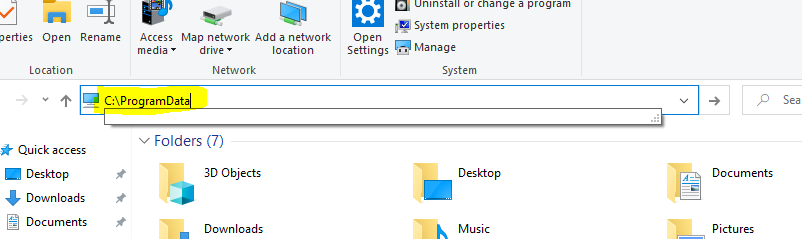 Uninstall or change a program
operties
Open
Rename
Access media
Map network drive
Add a network location
Open Settings
System properties
Manage
Location
Network
System
C:\ProgramData
Sea
Folders (7)
Quick access
Desktop
Downloads
Documents
3D Objects
Desktop
Documents
Downloads
Music
Pictures